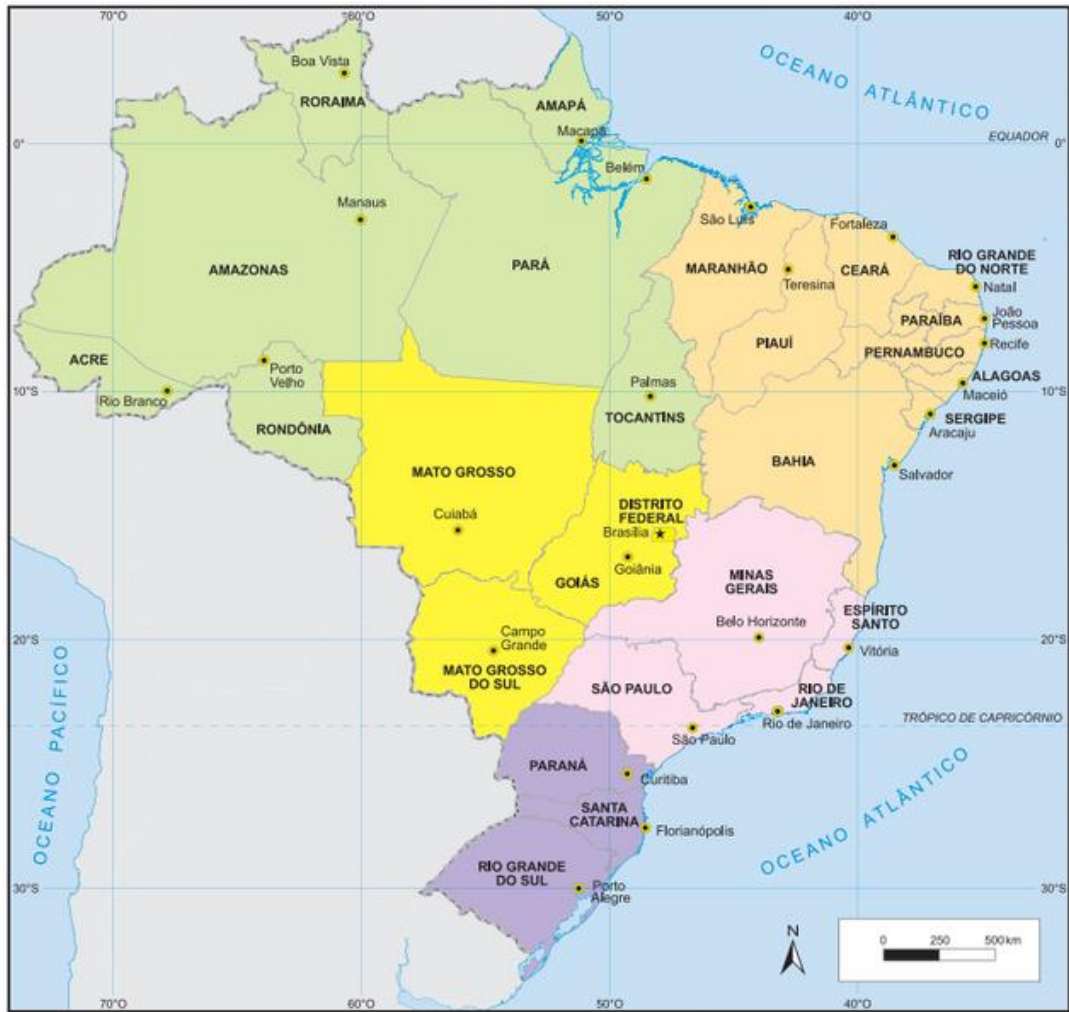 70°O
60°O
50°O
40°O
OCEANO ATLÂNTICO
Boa Vista
RORAIMA
AMAPÁ
Macapá
EQUADOR
0°
0°
Belém
Manaus
São Luís
Fortaleza
AMAZONAS
PARÁ
MARANHÃO
Teresina
CEARÁ
RIO GRANDE
DO NORTE
Natal
João
Pessoa
PARAÍBA
Recife
PIAUÍ
PERNAMBUCO
ACRE
Porto
Velho
Rio Branco
10°S
10°S
ALAGOAS
Maceió
Palmas
TOCANTINS
SERGIPE
Aracaju
RONDÔNIA
BAHIA
Salvador
MATO GROSSO
Cuiabá
DISTRITO
FEDERAL
Brasília
Goiânia
GOIÁS
MINAS
GERAIS
Belo Horizonte
ESPÍRITO
SANTO
Vitória
20°S
20°S
Campo
Grande
MATO GROSSO
DO SUL
SÃO PAULO
RIO DE
JANEIRO
Rio de Janeiro
São Paulo
TRÓPICO DE CAPRICÓRNIO
OCEANO PACÍFICO
PARANÁ
Curitiba
SANTA
CATARINA
Florianópolis
OCEANO ATLÂNTICO
RIO GRANDE
DO SUL
Porto
Alegre
30°S
30°S
N
0 250 500 km
70°O
60°O
50°O
40°O